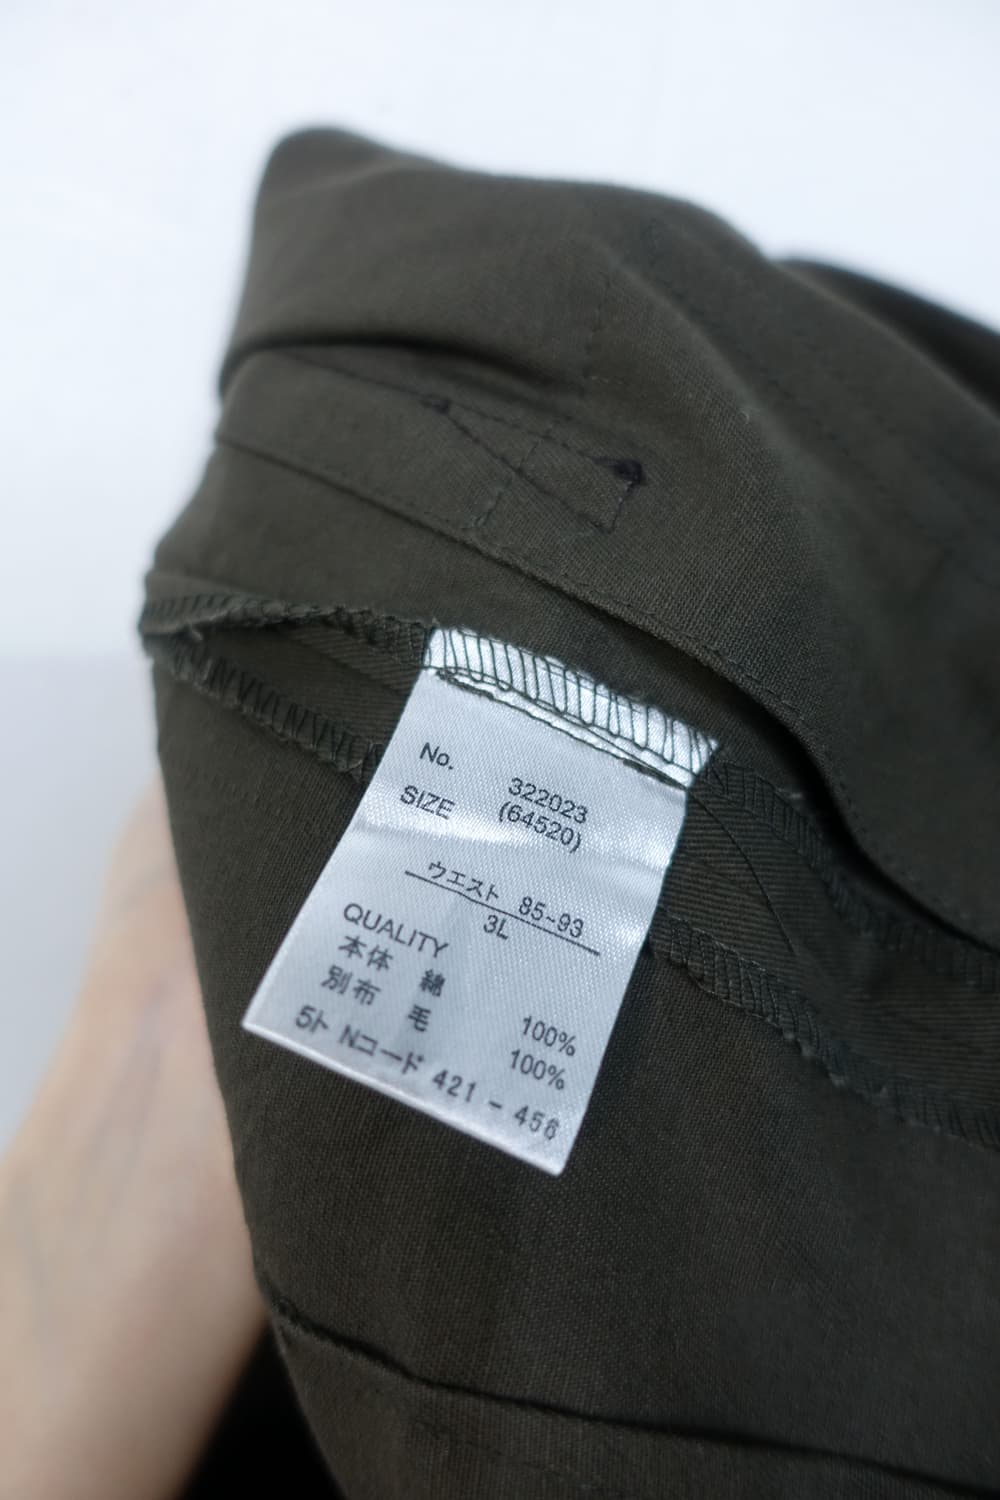 No. 322023
SIZE (64520)
ウエスト 85~93
3L
QUALITY
本体 綿 100%
別布 毛 100%
5ト Nコード 421 - 456